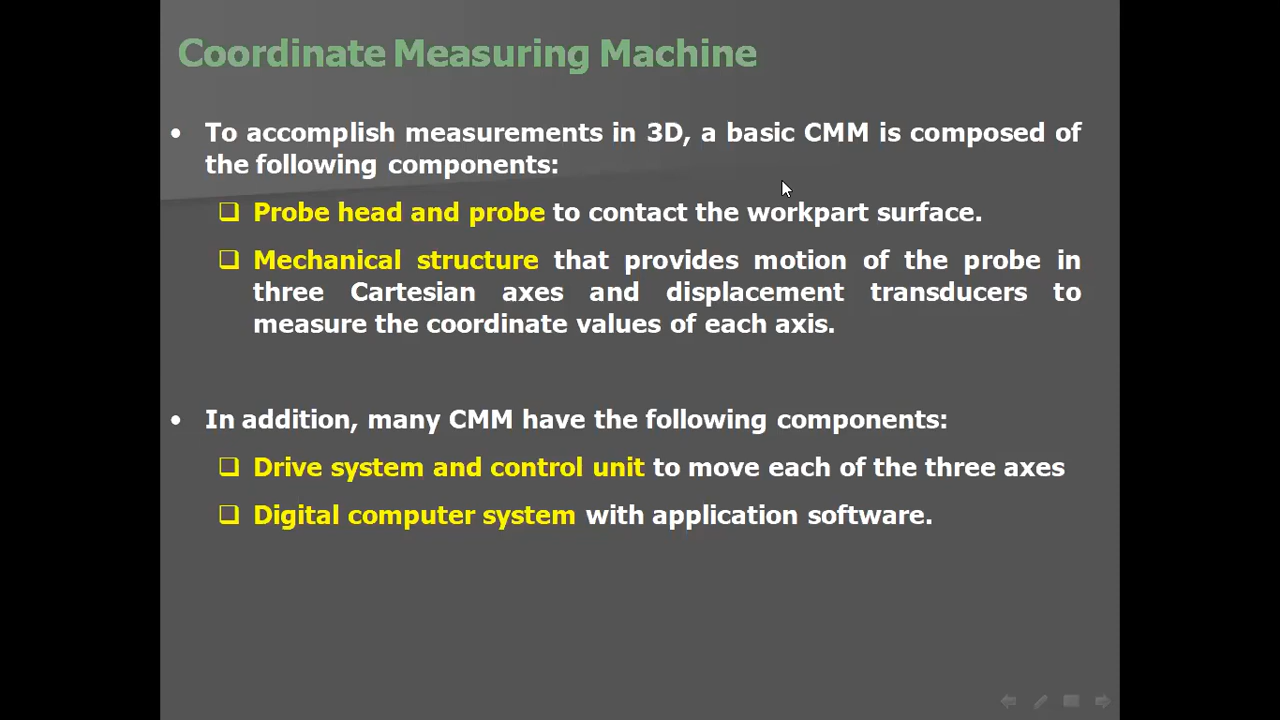 Coordinate Measuring Machine
• To accomplish measurements in 3D, a basic CMM is composed of
the following components:
❑ Probe head and probe to contact the workpart surface.
❑ Mechanical structure that provides motion of the probe in
three Cartesian axes and displacement transducers to
measure the coordinate values of each axis.
• In addition, many CMM have the following components:
❑ Drive system and control unit to move each of the three axes
❑ Digital computer system with application software.